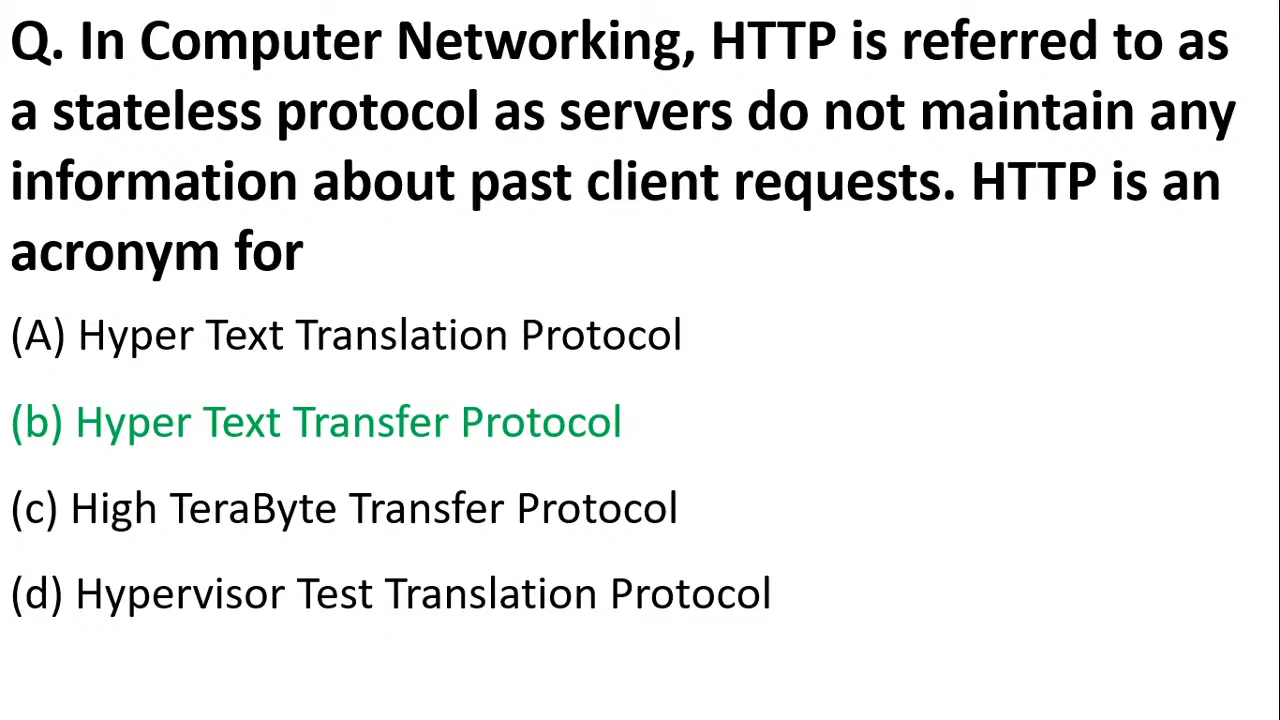 Q. In Computer Networking, HTTP is referred to as
a stateless protocol as servers do not maintain any
information about past client requests. HTTP is an
acronym for
(A) Hyper Text Translation Protocol
(b) Hyper Text Transfer Protocol
(c) High TeraByte Transfer Protocol
(d) Hypervisor Test Translation Protocol